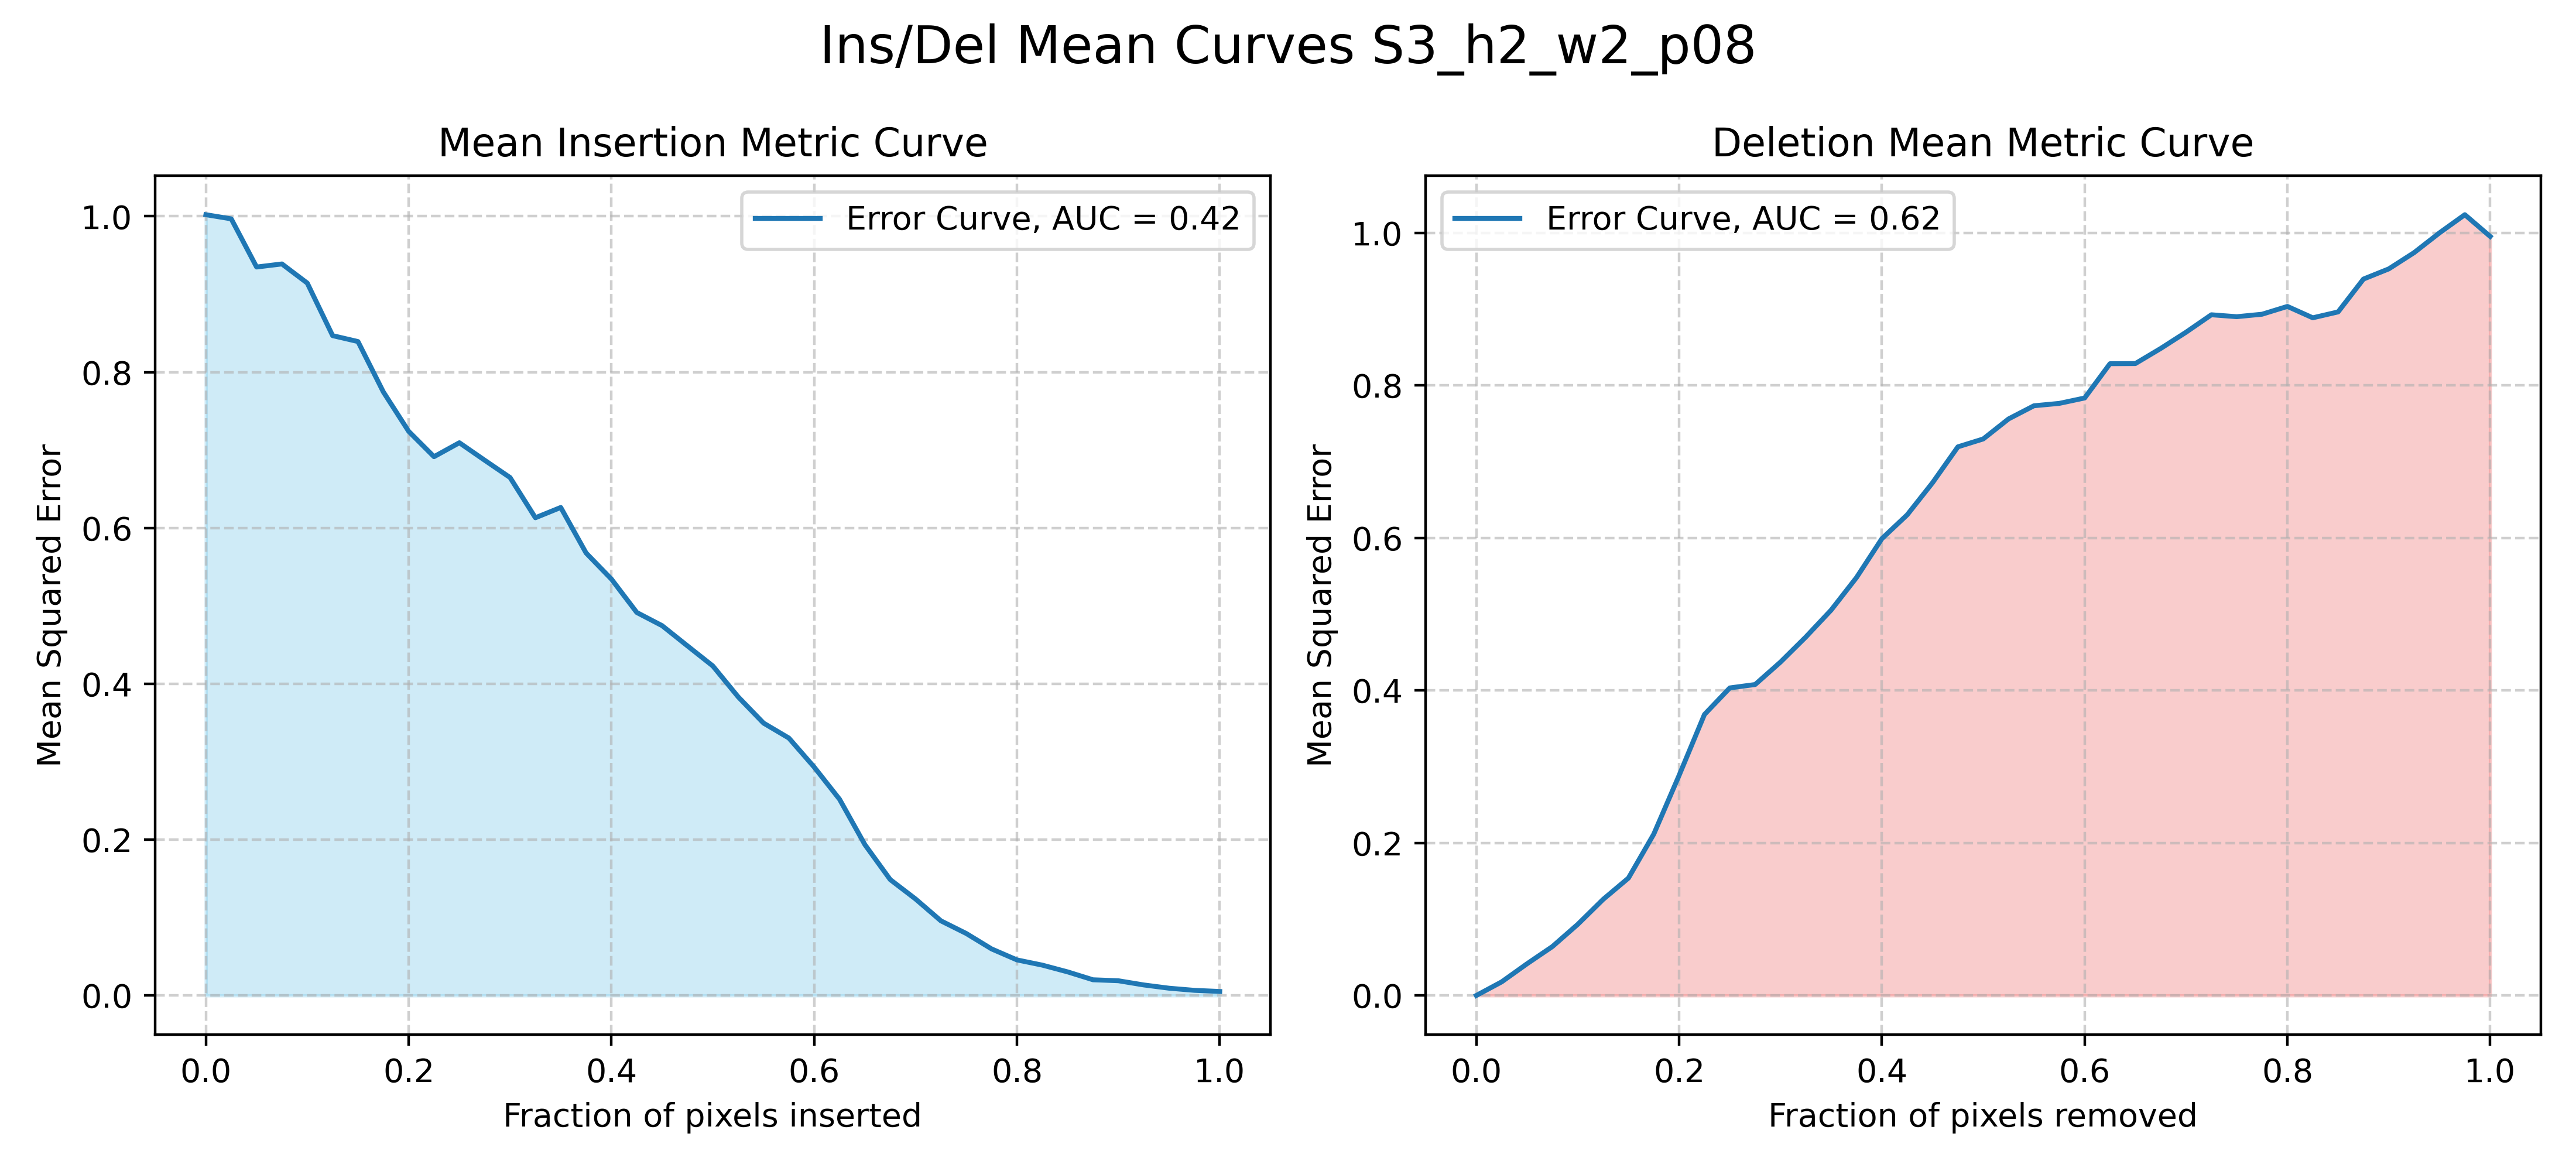 Ins/Del Mean Curves S3_h2_w2_p08
Mean Insertion Metric Curve
Error Curve, AUC = 0.42
Mean Squared Error
1.0
0.8
0.6
0.4
0.2
0.0
0.0 0.2 0.4 0.6 0.8 1.0
Fraction of pixels inserted
Deletion Mean Metric Curve
Error Curve, AUC = 0.62
Mean Squared Error
1.0
0.8
0.6
0.4
0.2
0.0
0.0 0.2 0.4 0.6 0.8 1.0
Fraction of pixels removed